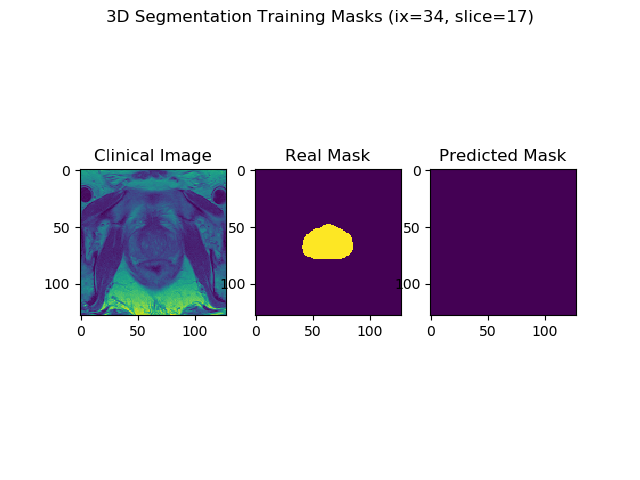 3D Segmentation Training Masks (ix=34, slice=17)
Clinical Image Real Mask Predicted Mask
0 0 0
50 50 50
100 100 100
0 50 100 0 50 100 0 50 100